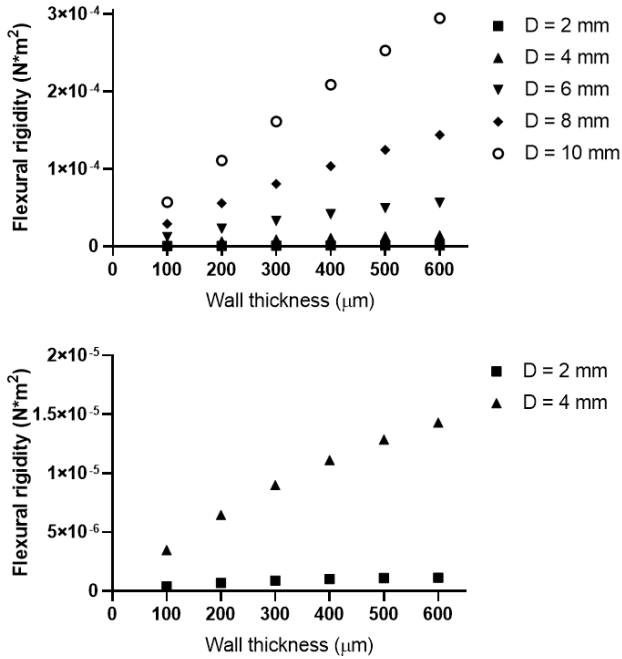 Flexural rigidity (N*m²)
3×10⁻⁴
2×10⁻⁴
1×10⁻⁴
0
0 100 200 300 400 500 600
Wall thickness (μm)
D = 2 mm
D = 4 mm
D = 6 mm
D = 8 mm
D = 10 mm
Flexural rigidity (N*m²)
2×10⁻⁵
1.5×10⁻⁵
1×10⁻⁵
5×10⁻⁶
0
0 100 200 300 400 500 600
Wall thickness (μm)
D = 2 mm
D = 4 mm